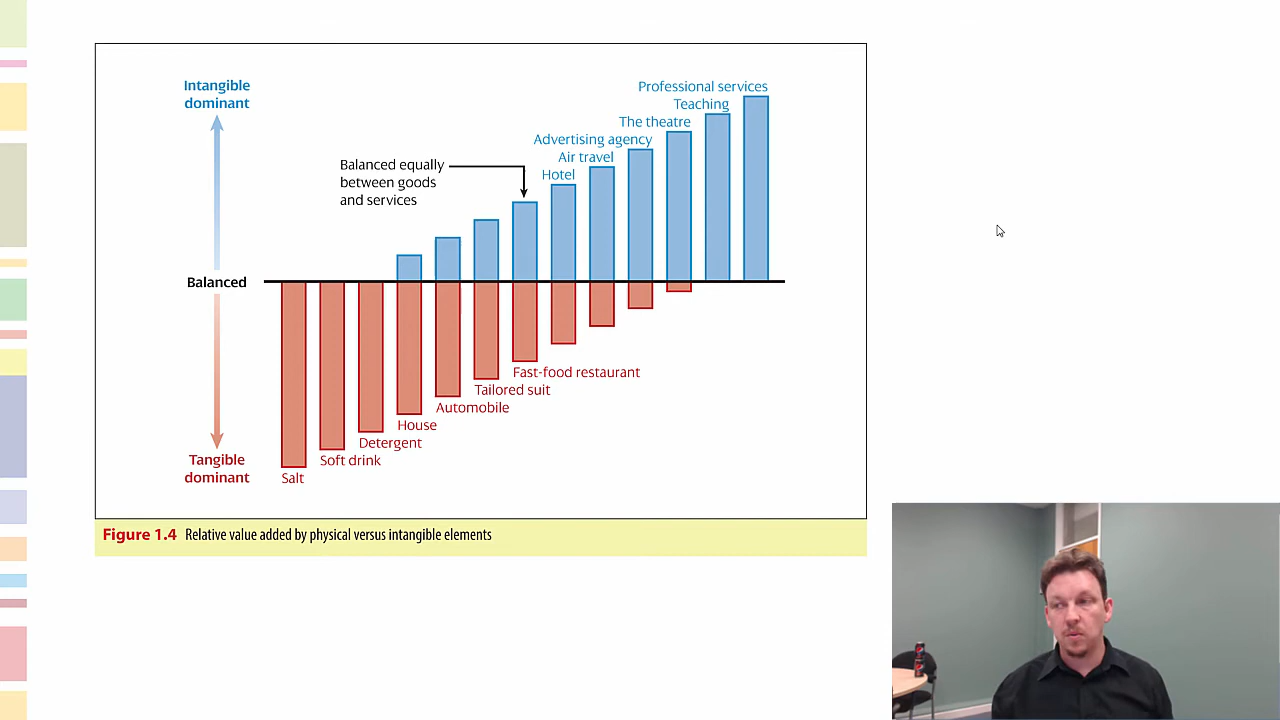 Intangible
dominant
Professional services
Teaching
The theatre
Advertising agency
Air travel
Hotel
Balanced equally
between goods
and services
Balanced
Fast-food restaurant
Tailored suit
Automobile
House
Detergent
Soft drink
Salt
Tangible
dominant
Figure 1.4 Relative value added by physical versus intangible elements